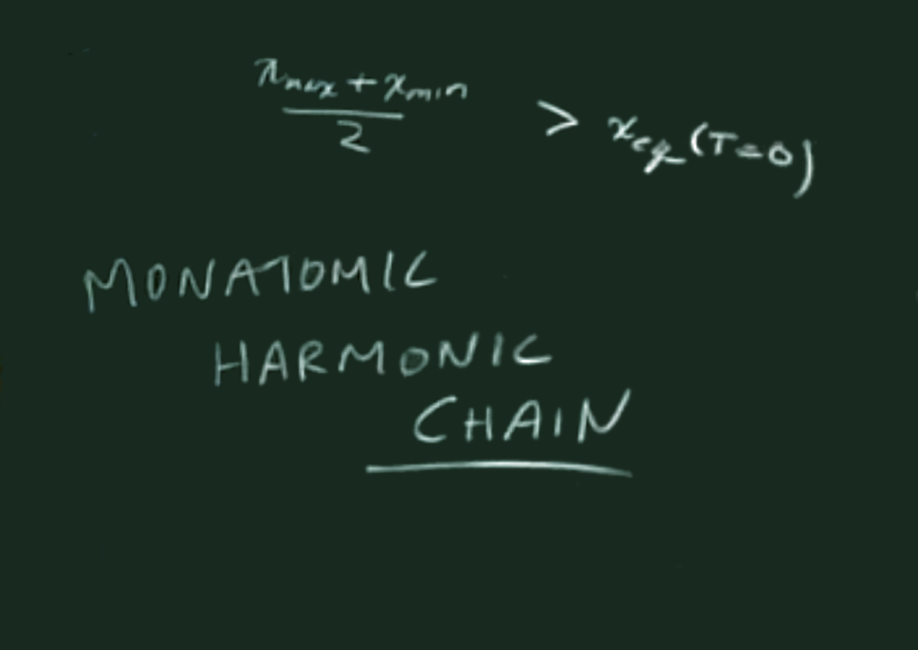 x_max + x_min / 2 > x_eq (T=0)
MONATOMIC
HARMONIC
CHAIN